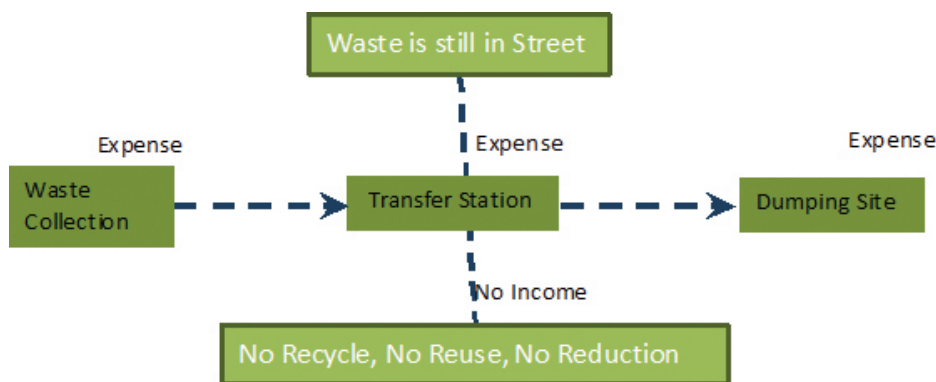 Waste is still in Street
Expense
Expense
Expense
Waste
Collection
Transfer Station
Dumping Site
No Income
No Recycle, No Reuse, No Reduction